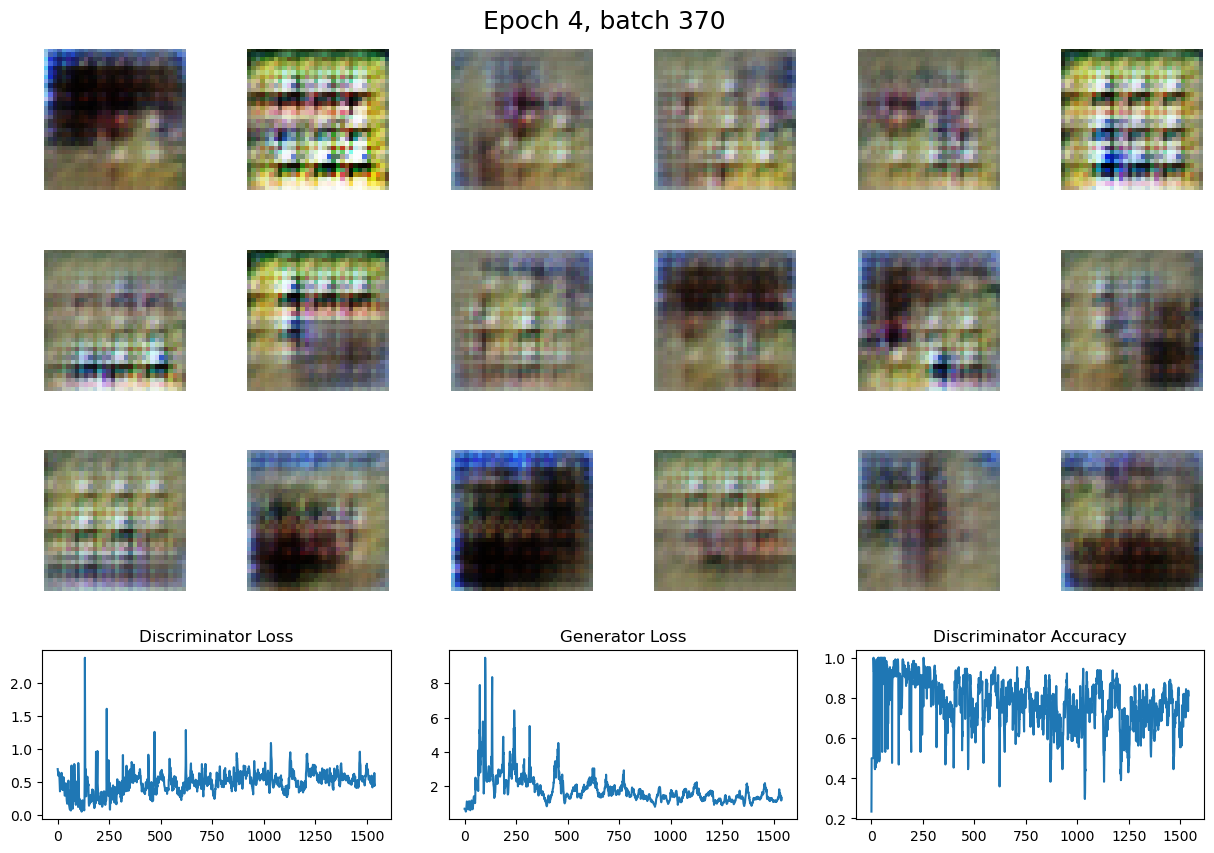 Epoch 4, batch 370
Discriminator Loss
Generator Loss
Discriminator Accuracy
2.0
1.5
1.0
0.5
0.0
0 250 500 750 1000 1250 1500
8
6
4
2
0 250 500 750 1000 1250 1500
1.0
0.8
0.6
0.4
0.2
0 250 500 750 1000 1250 1500